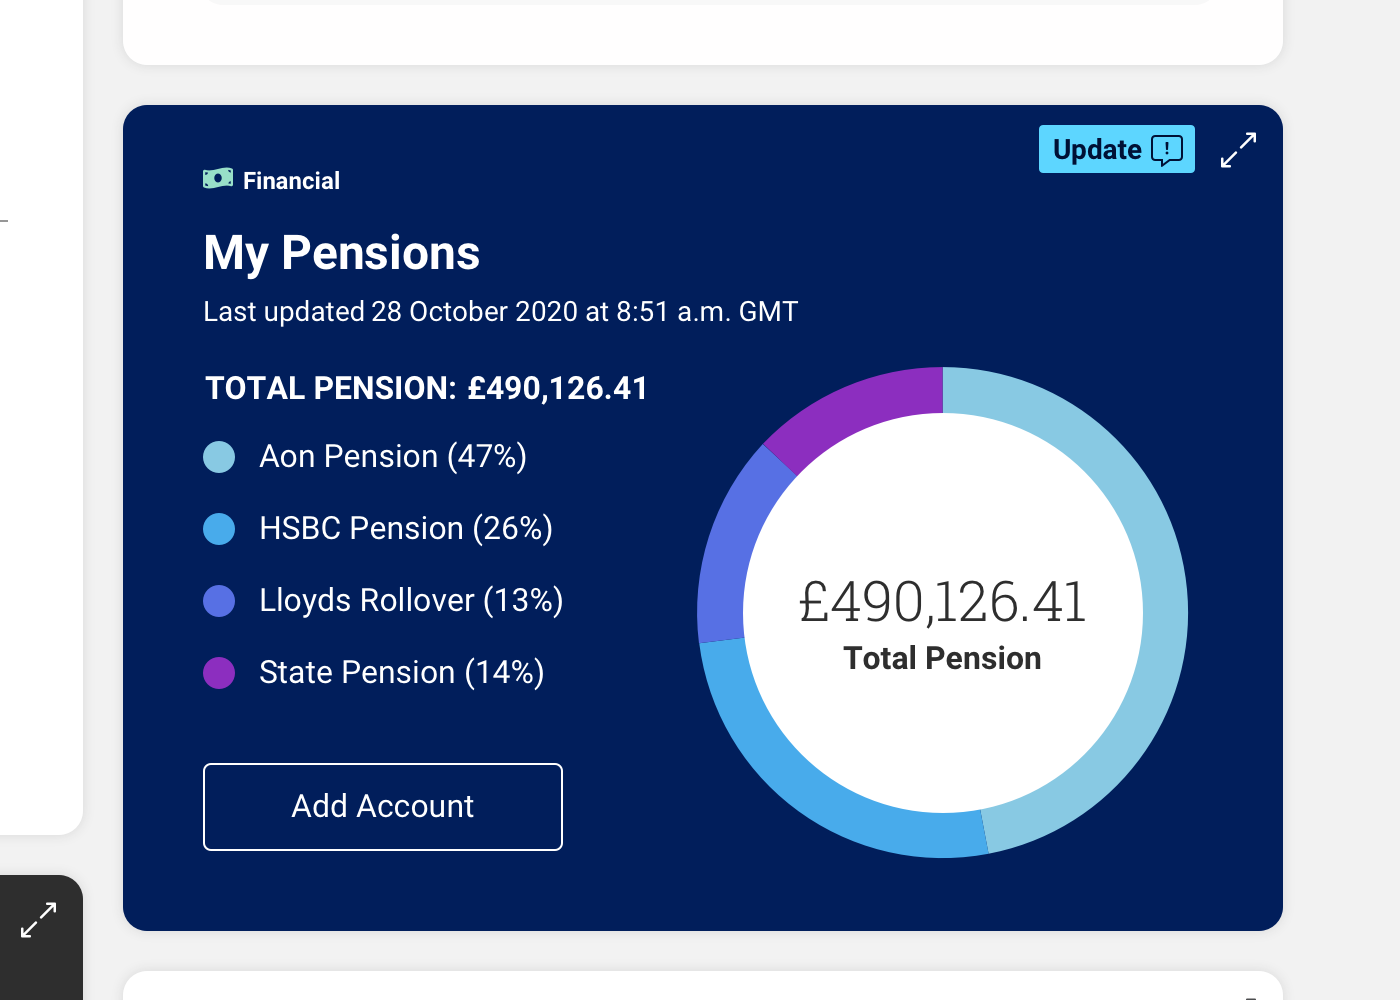 Update
Financial
My Pensions
Last updated 28 October 2020 at 8:51 a.m. GMT
TOTAL PENSION: £490,126.41
Aon Pension (47%)
HSBC Pension (26%)
Lloyds Rollover (13%)
State Pension (14%)
£490,126.41
Total Pension
Add Account